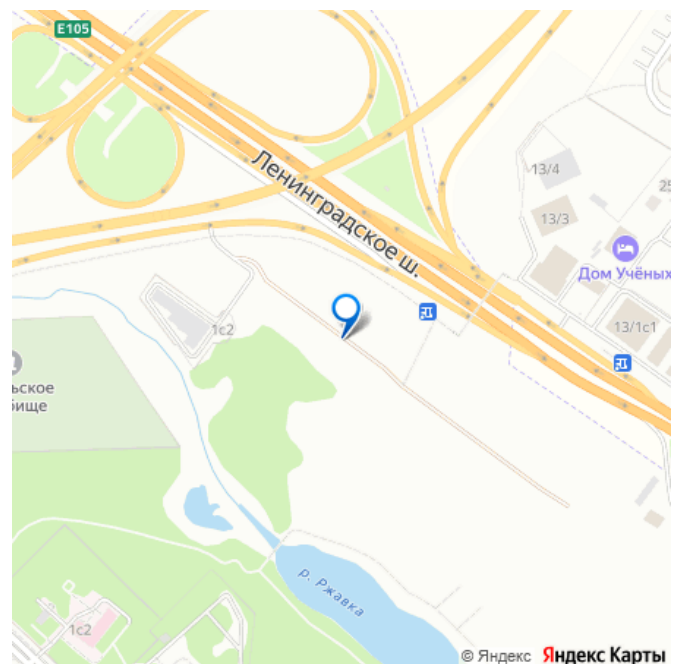 E105
Ленинградское ш.
13/4
13/3
25
Дом Учёных
13/1с1
1с2
ьское
бище
р. Ржавка
1с2
© Яндекс Яндекс Карты